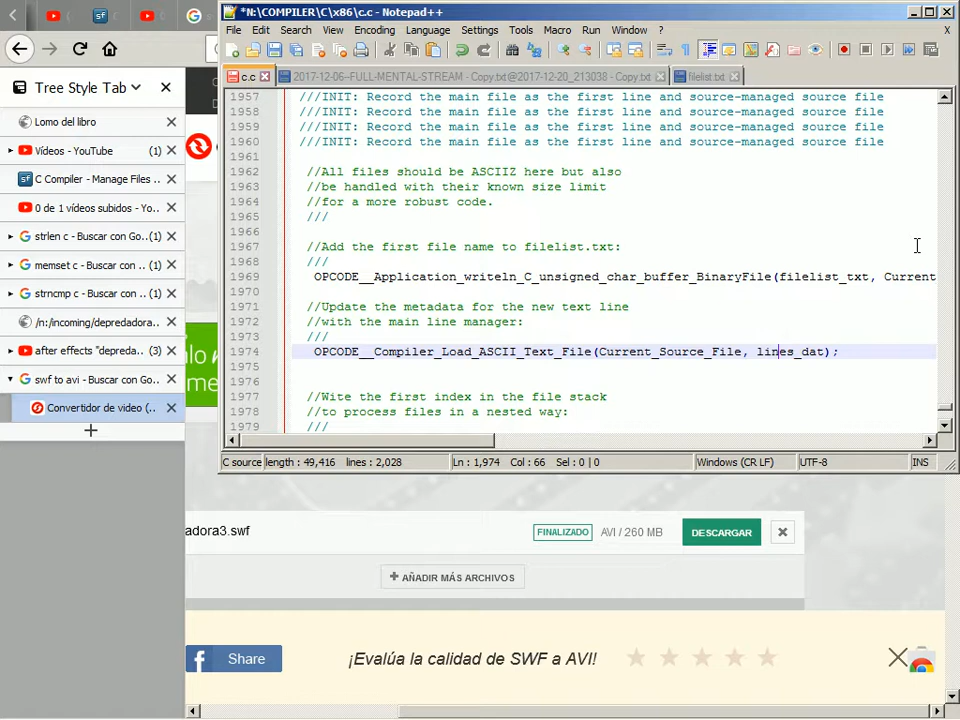 *N:\COMPILER\C\x86\c.c - Notepad++
File Edit Search View Encoding Language Settings Tools Macro Run Window ? X
c.c 2017-12-06--FULL-MENTAL-STREAM - Copy.txt@2017-12-20_213038 - Copy.txt filelist.txt
Tree Style Tab
Lomo del libro
Vídeos - YouTube (1)
C Compiler - Manage Files ..
0 de 1 vídeos subidos - Yo..
strlen c - Buscar con Go..(1)
memset c - Buscar con G..(1)
strncmp c - Buscar con..(1)
/n:/incoming/depredadora..
after effects "depreda.. (3)
swf to avi - Buscar con Go..
Convertidor de video (..
1957 ///INIT: Record the main file as the first line and source-managed source file
1958 ///INIT: Record the main file as the first line and source-managed source file
1959 ///INIT: Record the main file as the first line and source-managed source file
1960 ///INIT: Record the main file as the first line and source-managed source file
1961
1962 //All files should be ASCIIZ here but also
1963 //be handled with their known size limit
1964 //for a more robust code.
1965 ///
1966
1967 //Add the first file name to filelist.txt:
1968 ///
1969 OPCODE__Application_writeln_C_unsigned_char_buffer_BinaryFile(filelist_txt, Current
1970
1971 //Update the metadata for the new text line
1972 //with the main line manager:
1973 ///
1974 OPCODE__Compiler_Load_ASCII_Text_File(Current_Source_File, lines_dat);
1975
1976
1977 //Wite the first index in the file stack
1978 //to process files in a nested way:
1979 ///
C source length : 49,416 lines : 2,028 Ln : 1,974 Col : 66 Sel : 0 | 0 Windows (CR LF) UTF-8 INS
me
adora3.swf FINALIZADO AVI / 260 MB DESCARGAR
AÑADIR MÁS ARCHIVOS
Share ¡Evalúa la calidad de SWF a AVI!